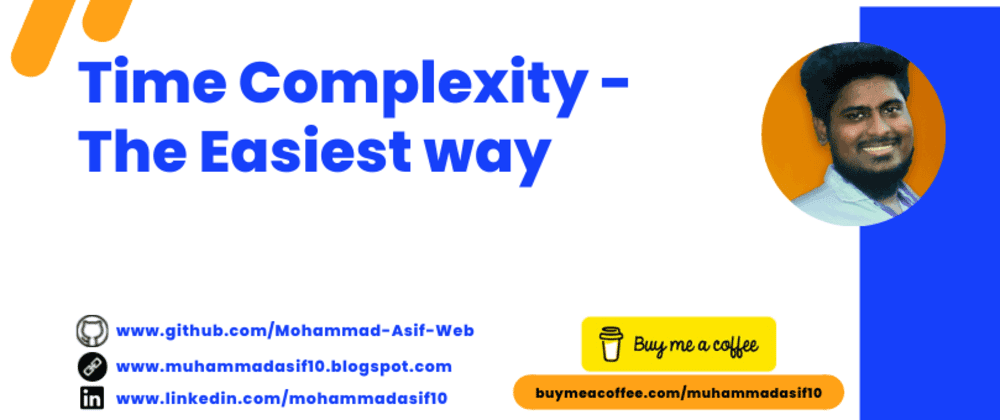 Time Complexity -
The Easiest way
www.github.com/Mohammad-Asif-Web
www.muhammadasif10.blogspot.com
www.linkedin.com/mohammadasif10
Buy me a coffee
buymeacoffee.com/muhammadasif10